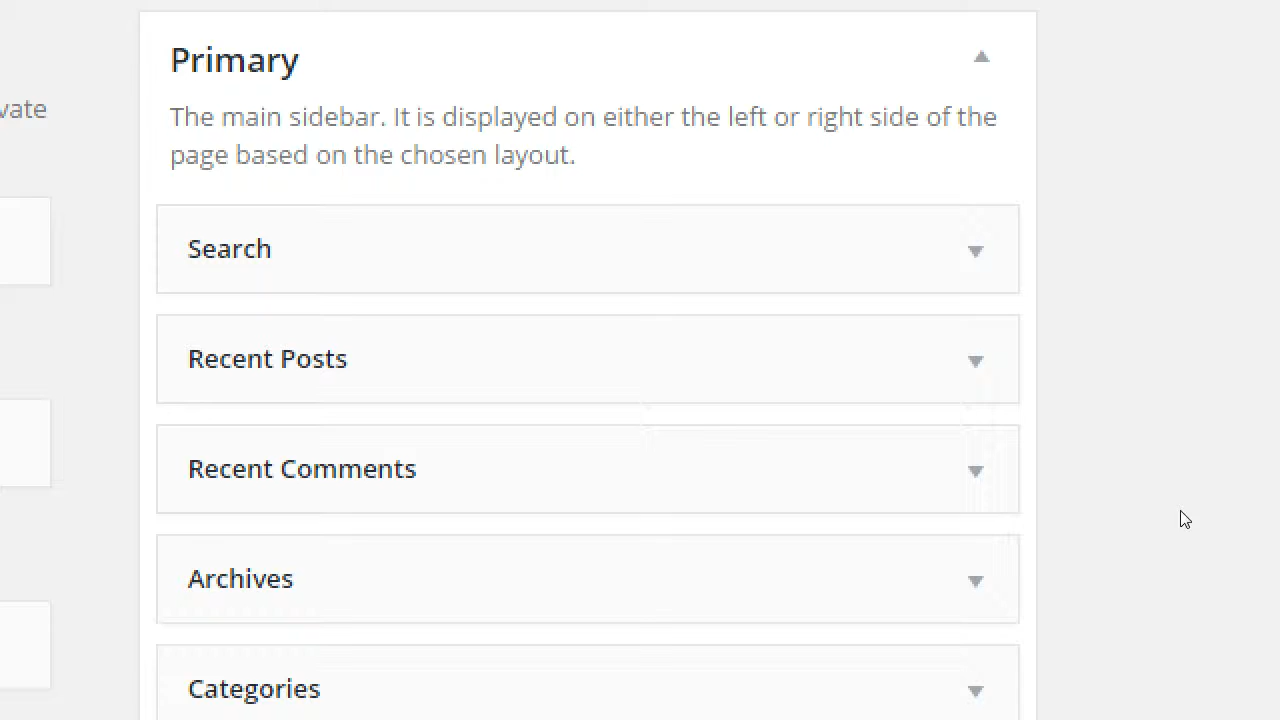 Primary
The main sidebar. It is displayed on either the left or right side of the
page based on the chosen layout.
vate
Search
Recent Posts
Recent Comments
Archives
Categories